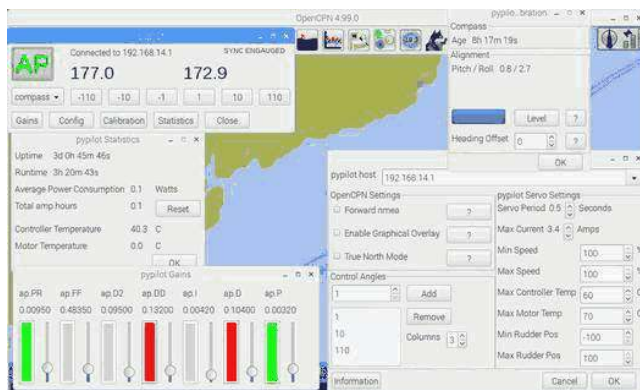 OpenCPN 4.99.0
AP
Connected to 192.168.14.1
SYNC ENGAUGED
177.0 172.9
compass -110 -10 -1 1 10 110
Gains Config Calibration Statistics Close
pypilot Statistics
Uptime 3d 0h 45m 46s
Runtime 3h 20m 43s
Average Power Consumption 0.1 Watts
Total amp hours 0.1 Reset
Controller Temperature 40.3 C
Motor Temperature 0.0 C
OK
pypilot Gains
ap.PR ap.FF ap.D2 ap.DD ap.I ap.D ap.P
0.00950 0.48350 0.09500 0.13200 0.00420 0.10400 0.00320
pypilo...bration
Compass
Age 8h 17m 19s
Alignment
Pitch / Roll 0.8 / 2.7
Level ?
Heading Offset 0 ?
OK
pypilot host 192.168.14.1
OpenCPN Settings
Forward nmea ?
Enable Graphical Overlay ?
True North Mode ?
Control Angles
1 Add
1
10
110
Remove
Columns 3
pypilot Servo Settings
Servo Period 0.5 Seconds
Max Current 3.4 Amps
Min Speed 100
Max Speed 100
Max Controller Temp 60
Max Motor Temp 70
Min Rudder Pos -100
Max Rudder Pos 100
Information Cancel OK